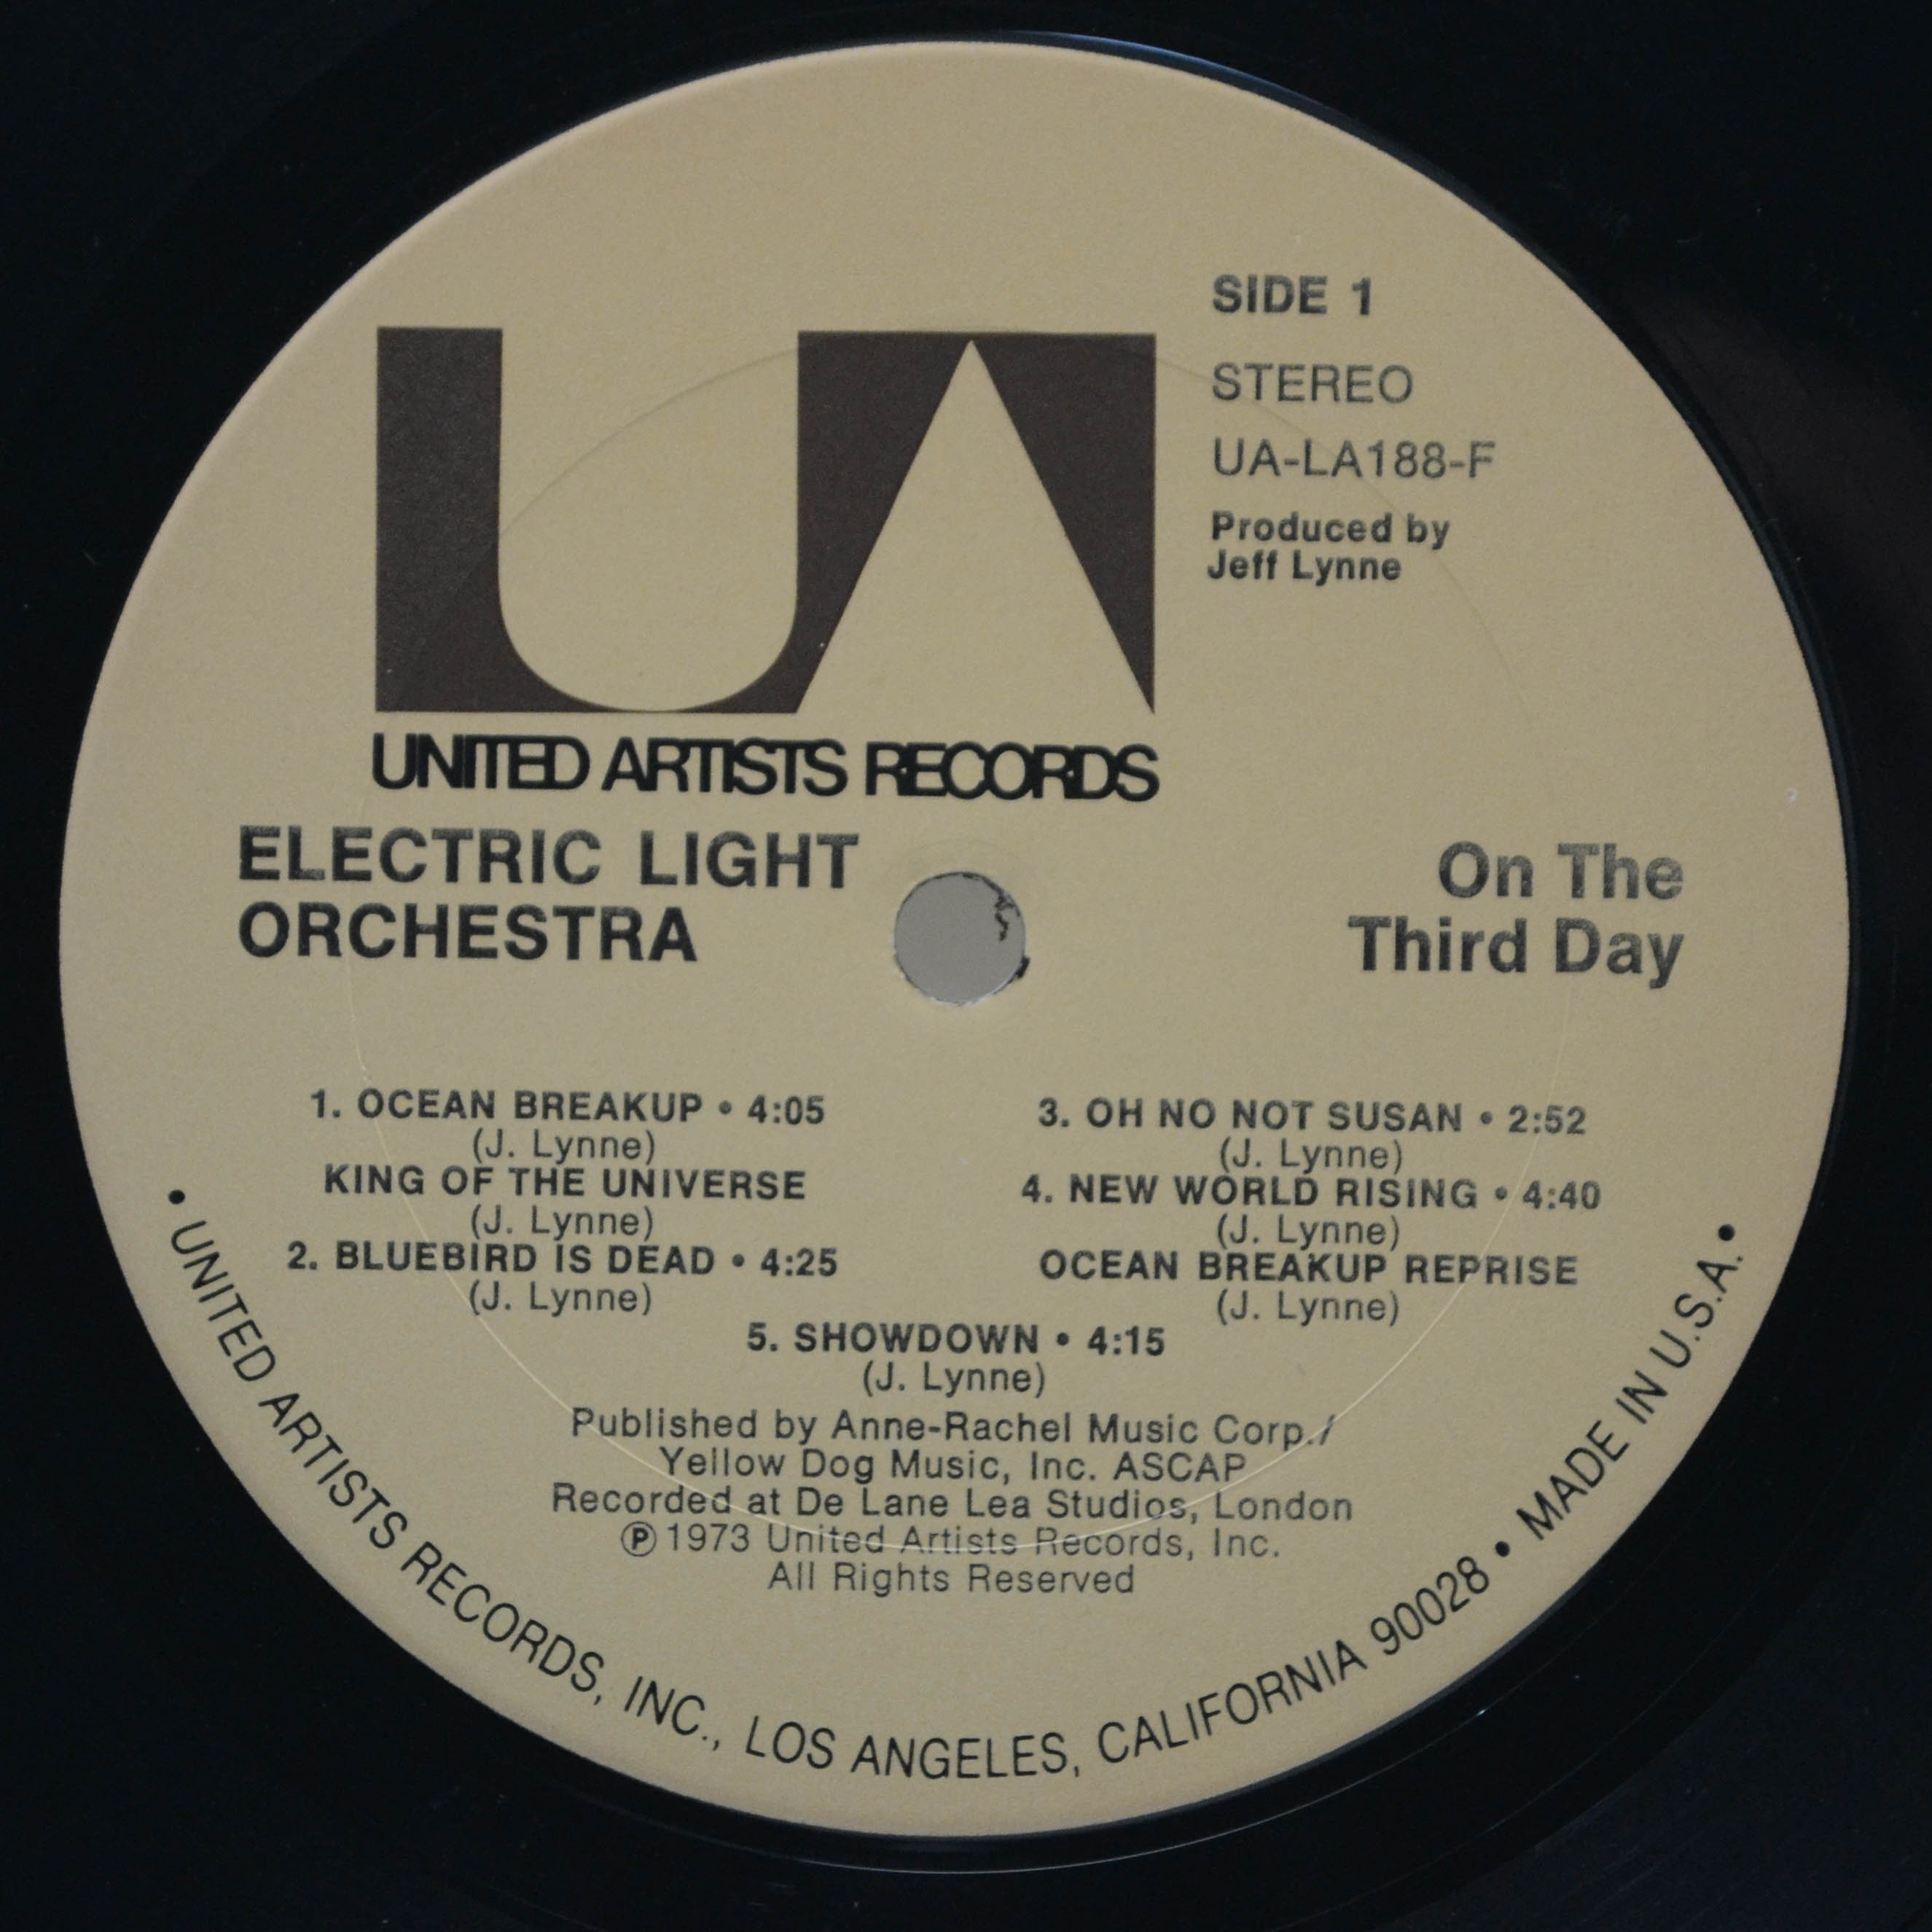 SIDE 1
STEREO
UA-LA188-F
Produced by
Jeff Lynne
UA
UNITED ARTISTS RECORDS
ELECTRIC LIGHT
ORCHESTRA
On The
Third Day
1. OCEAN BREAKUP • 4:05
(J. Lynne)
KING OF THE UNIVERSE
(J. Lynne)
2. BLUEBIRD IS DEAD • 4:25
(J. Lynne)
3. OH NO NOT SUSAN • 2:52
(J. Lynne)
4. NEW WORLD RISING • 4:40
(J. Lynne)
OCEAN BREAKUP REPRISE
(J. Lynne)
5. SHOWDOWN • 4:15
(J. Lynne)
Published by Anne-Rachel Music Corp./
Yellow Dog Music, Inc. ASCAP
Recorded at De Lane Lea Studios, London
℗ 1973 United Artists Records, Inc.
All Rights Reserved
• UNITED ARTISTS RECORDS, INC., LOS ANGELES, CALIFORNIA 90028 • MADE IN U.S.A. •